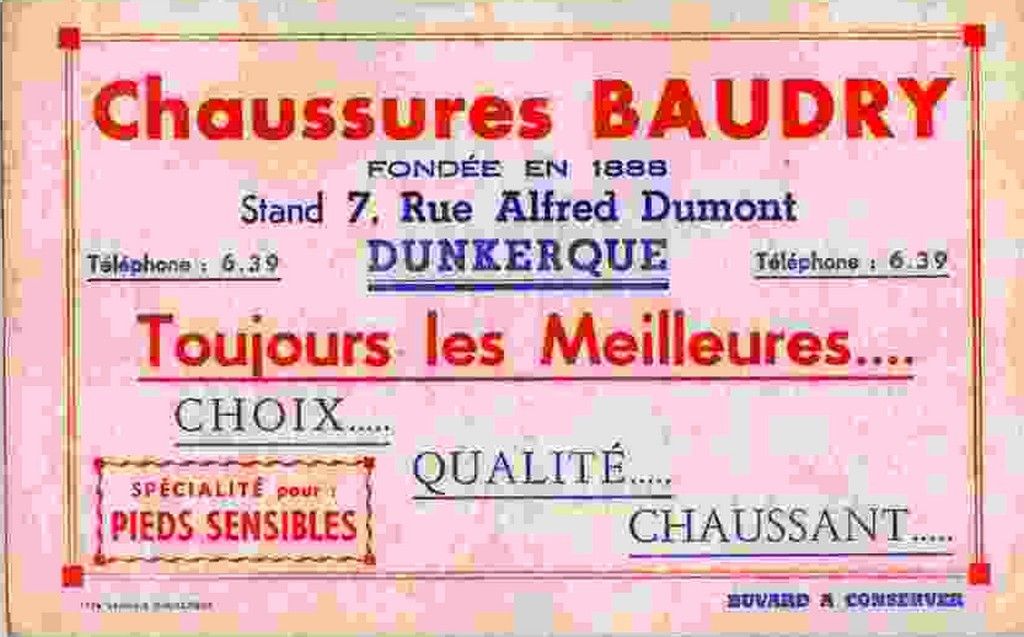 Chaussures BAUDRY
FONDÉE EN 1888
Stand 7, Rue Alfred Dumont
DUNKERQUE
Téléphone : 6.39
Téléphone : 6.39
Toujours les Meilleures....
CHOIX.....
QUALITÉ.....
CHAUSSANT.....
SPÉCIALITÉ pour :
PIEDS SENSIBLES
BUVARD A CONSERVER